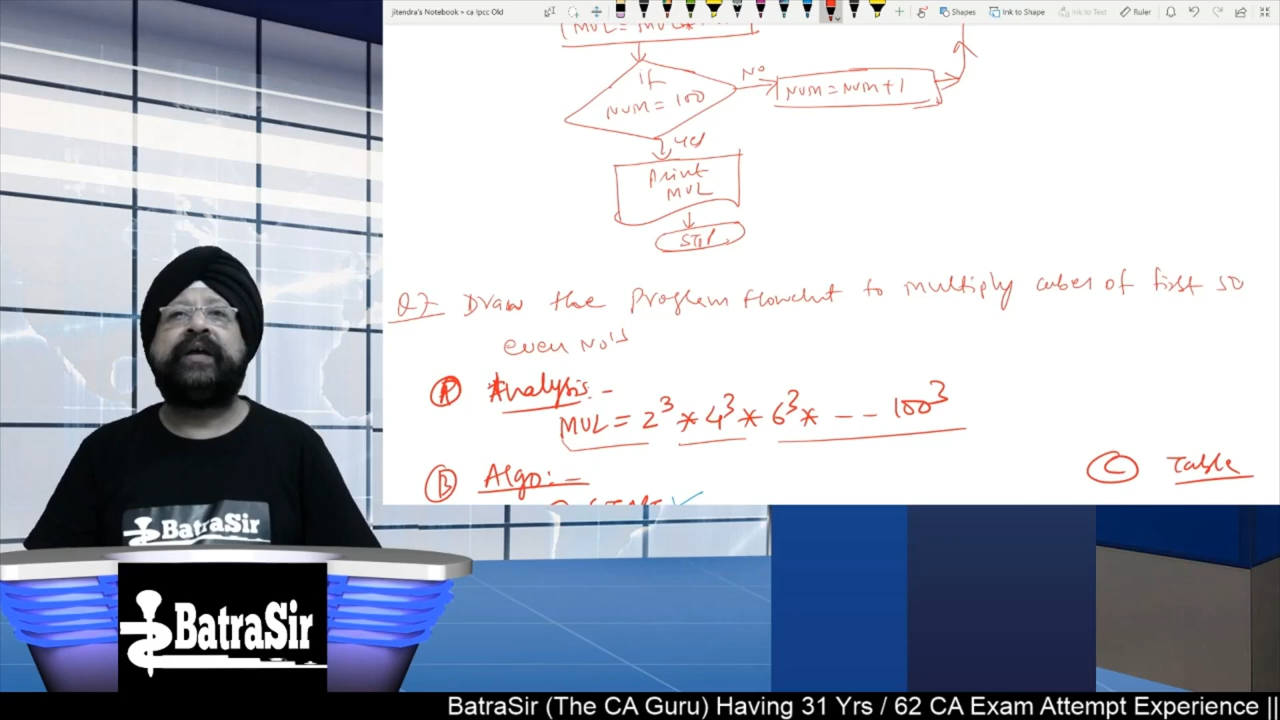 jitendra's Notebook > ca Ipcc Old
Shapes
Ink to Shape
Ink to Text
Ruler
if
NUM = 100
NO
NUM = NUM + 1
Yes
Print
MUL
STOP
Q7 Draw the Program flowchart to multiply cubes of first 50
even No's
(A) Analysis:-
MUL = 2³ * 4³ * 6³ * -- 100³
(B) Algo:-
(C) Table
BatraSir
BatraSir
BatraSir (The CA Guru) Having 31 Yrs / 62 CA Exam Attempt Experience ||